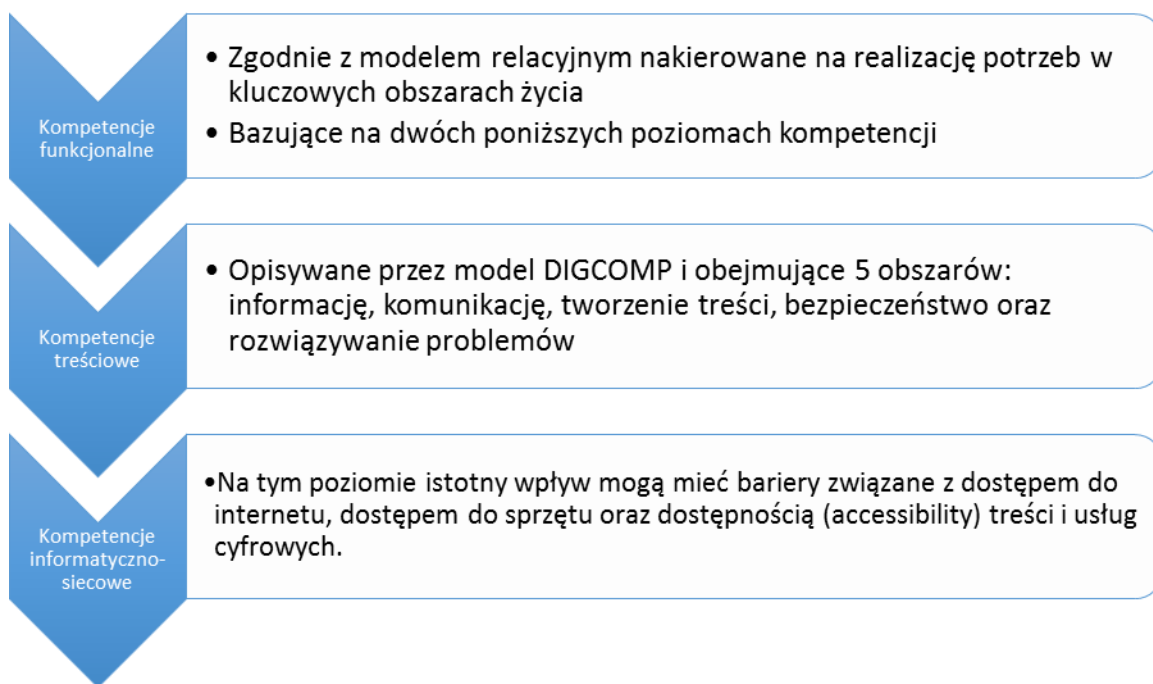 Kompetencje
funkcjonalne
• Zgodnie z modelem relacyjnym nakierowane na realizację potrzeb w
kluczowych obszarach życia
• Bazujące na dwóch poniższych poziomach kompetencji
Kompetencje
treściowe
• Opisywane przez model DIGCOMP i obejmujące 5 obszarów:
informację, komunikację, tworzenie treści, bezpieczeństwo oraz
rozwiązywanie problemów
Kompetencje
informatyczno-
siecowe
•Na tym poziomie istotny wpływ mogą mieć bariery związane z dostępem do
internetu, dostępem do sprzętu oraz dostępnością (accessibility) treści i usług
cyfrowych.